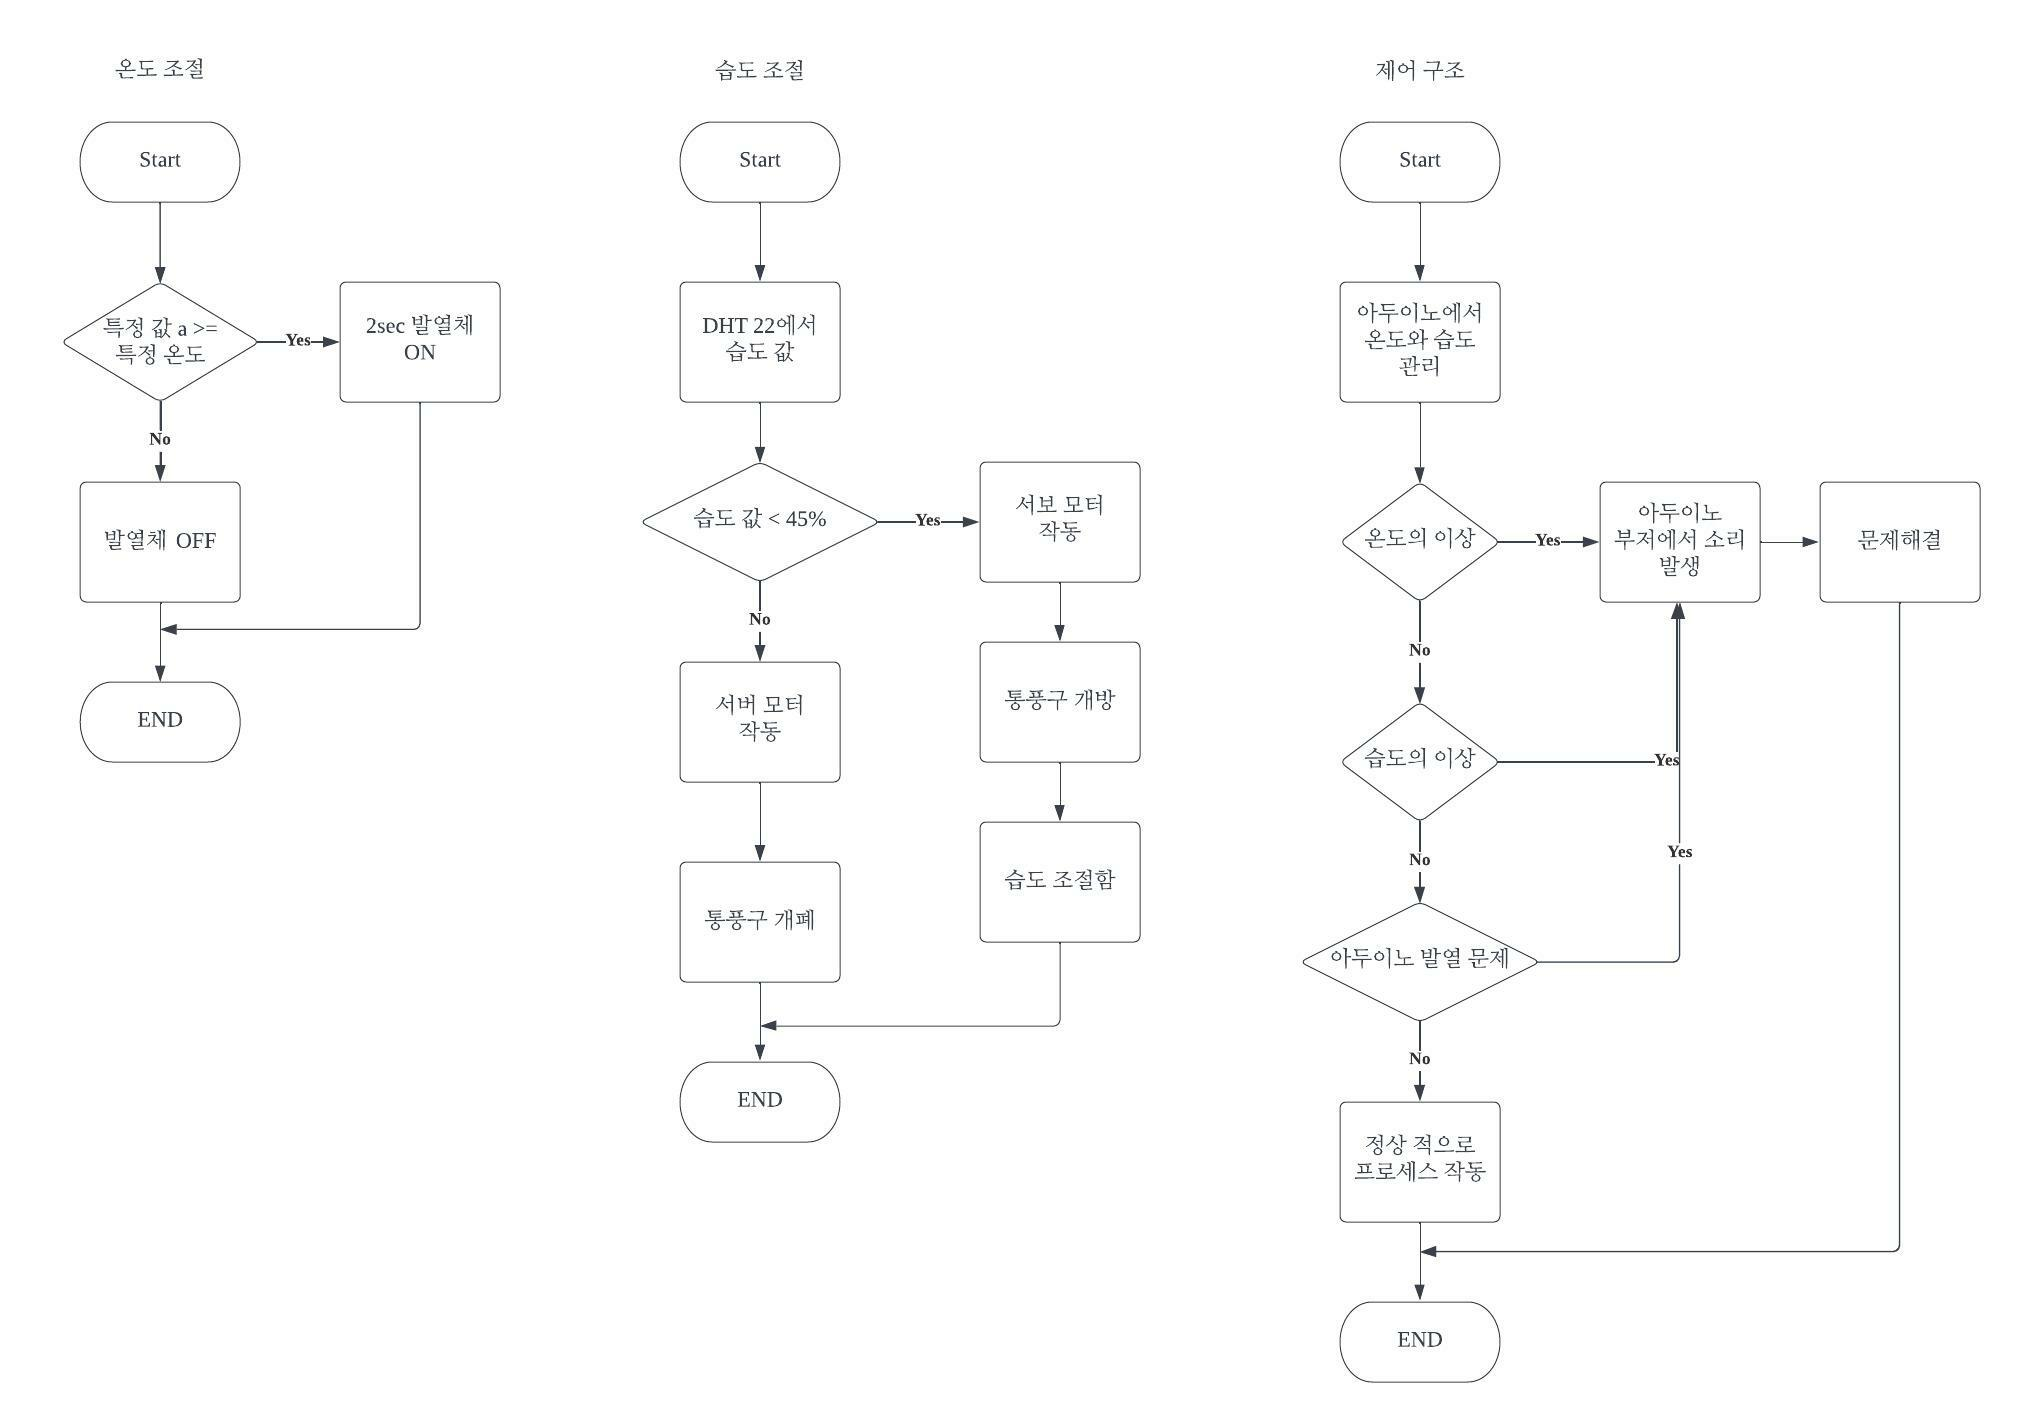 온도 조절
Start
특정 값 a >=
특정 온도
Yes
2sec 발열체
ON
No
발열체 OFF
END
습도 조절
Start
DHT 22에서
습도 값
습도 값 < 45%
Yes
서보 모터
작동
No
통풍구 개방
서버 모터
작동
습도 조절함
통풍구 개폐
END
제어 구조
Start
아두이노에서
온도와 습도
관리
온도의 이상
Yes
아두이노
부저에서 소리
발생
문제해결
No
습도의 이상
Yes
No
Yes
아두이노 발열 문제
No
정상 적으로
프로세스 작동
END